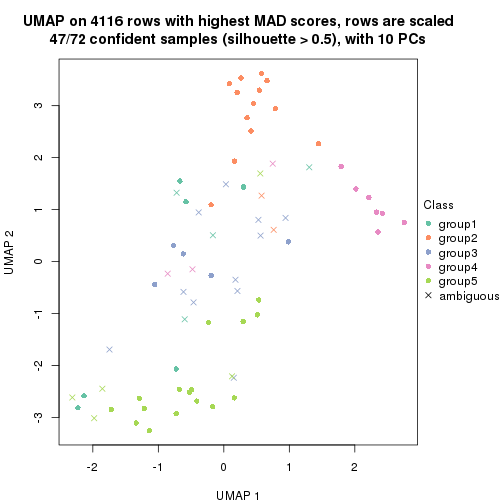 UMAP on 4116 rows with highest MAD scores, rows are scaled
47/72 confident samples (silhouette > 0.5), with 10 PCs
3
2
1
0
-1
-2
-3
UMAP 2
-2
-1
0
1
2
UMAP 1
Class
group1
group2
group3
group4
group5
ambiguous